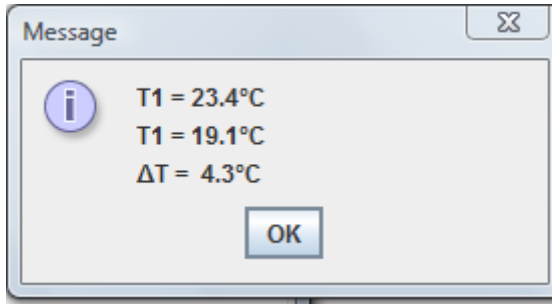 Message
i
T1 = 23.4°C
T1 = 19.1°C
ΔT =  4.3°C
OK